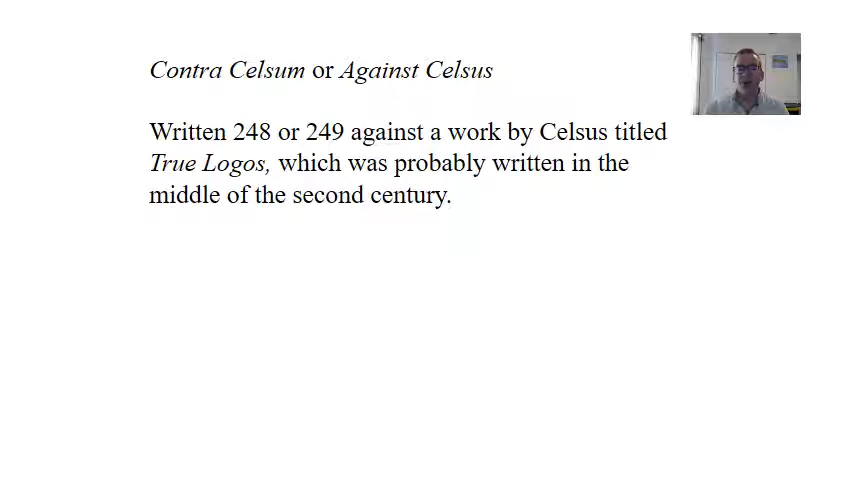 Contra Celsum or Against Celsus
Written 248 or 249 against a work by Celsus titled
True Logos, which was probably written in the
middle of the second century.